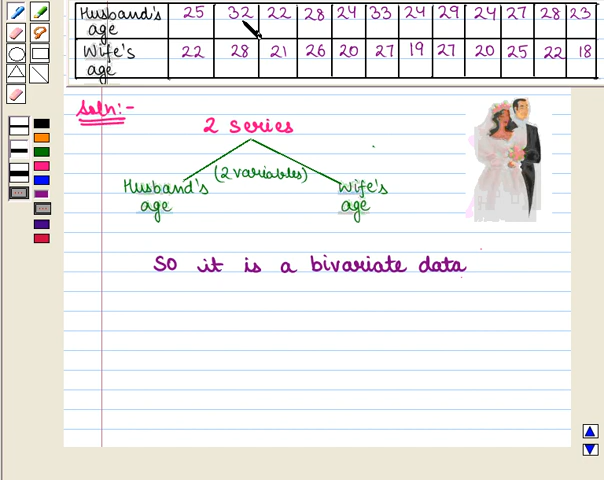 Husband's age 25 32 22 28 24 33 24 29 24 27 28 23
Wife's age 22 28 21 26 20 27 19 27 20 25 22 18
Soln:-
2 series
(2 variables)
Husband's age
Wife's age
So it is a bivariate data